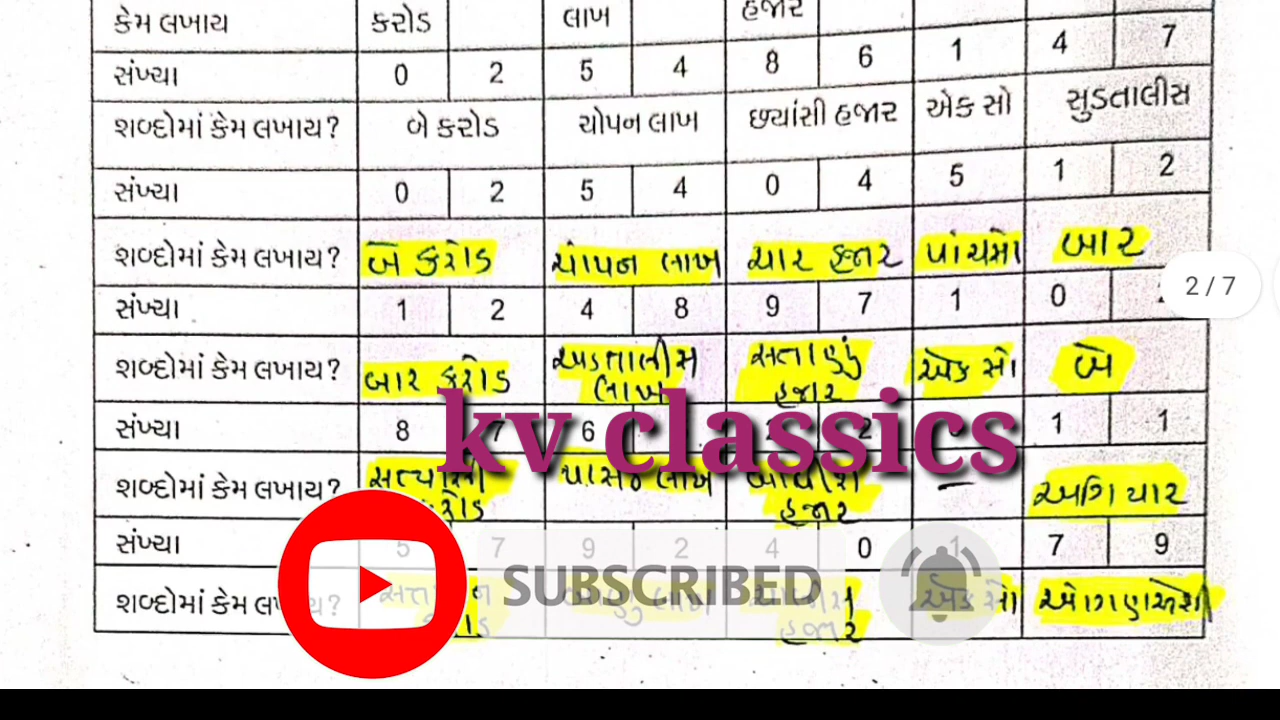 કેમ લખાય કરોડ લાખ હજાર
સંખ્યા 0 2 5 4 8 6 1 4 7
શબ્દોમાં કેમ લખાય? બે કરોડ ચોપન લાખ છ્યાંસી હજાર એક સો સુડતાલીસ
સંખ્યા 0 2 5 4 0 4 5 1 2
શબ્દોમાં કેમ લખાય? બે કરોડ ચોપન લાખ ચાર હજાર પાંચસો બાર
2/7
સંખ્યા 1 2 4 8 9 7 1 0
શબ્દોમાં કેમ લખાય? બાર કરોડ અડતાલીસ લાખ સતાણું હજાર એક સો બે
kv classics
સંખ્યા 8 7 6 2 1 1
શબ્દોમાં કેમ લખાય? સત્યાસી કરોડ પાસઠ લાખ બાવીશ હજાર — અગિયાર
સંખ્યા 5 7 9 2 4 0 1 7 9
SUBSCRIBED
શબ્દોમાં કેમ લાખ હજાર એક સો ઓગણએંશી